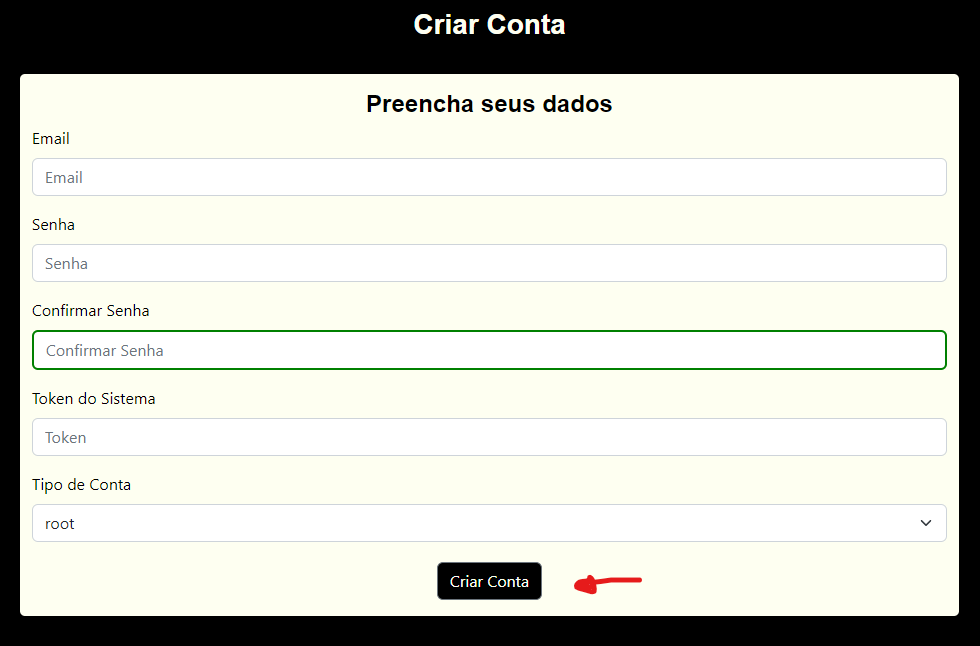 Criar Conta
Preencha seus dados
Email
Email
Senha
Senha
Confirmar Senha
Confirmar Senha
Token do Sistema
Token
Tipo de Conta
root
Criar Conta